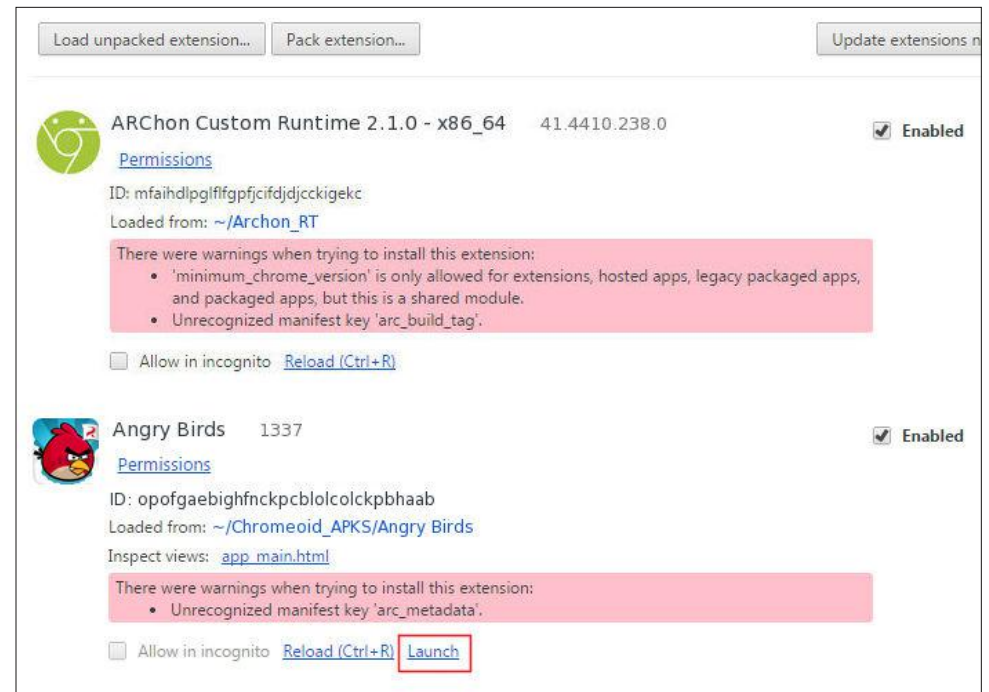 Load unpacked extension... Pack extension... Update extensions n
ARChon Custom Runtime 2.1.0 - x86_64 41.4410.238.0 Enabled
Permissions
ID: mfaihdlpglflfgpfjcifdjdjcckigekc
Loaded from: ~/Archon_RT
There were warnings when trying to install this extension:
• 'minimum_chrome_version' is only allowed for extensions, hosted apps, legacy packaged apps,
and packaged apps, but this is a shared module.
• Unrecognized manifest key 'arc_build_tag'.
Allow in incognito Reload (Ctrl+R)
Angry Birds 1337 Enabled
Permissions
ID: opofgaebighfnckpcblolcolckpbhaab
Loaded from: ~/Chromeoid_APKS/Angry Birds
Inspect views: app_main.html
There were warnings when trying to install this extension:
• Unrecognized manifest key 'arc_metadata'.
Allow in incognito Reload (Ctrl+R) Launch